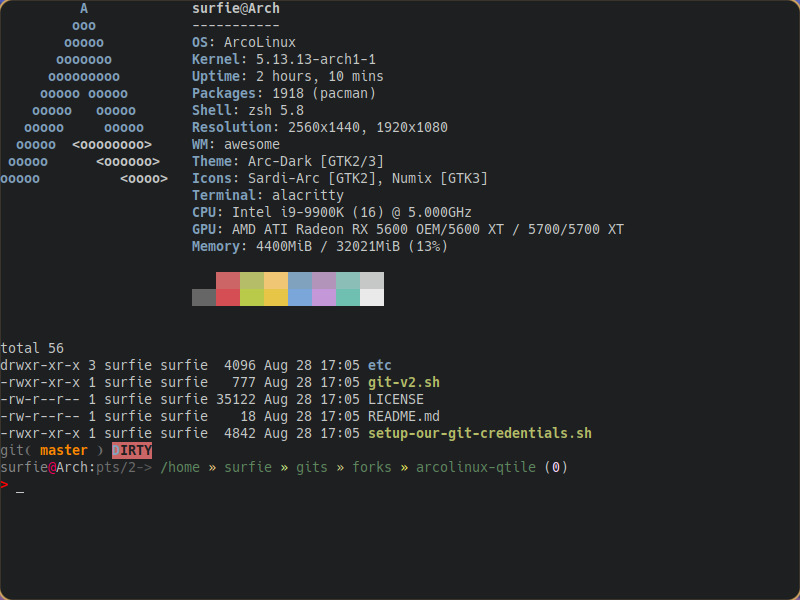 A surfie@Arch
ooo -----------
ooooo OS: ArcoLinux
ooooooo Kernel: 5.13.13-arch1-1
ooooooooo Uptime: 2 hours, 10 mins
ooooo ooooo Packages: 1918 (pacman)
ooooo   ooooo Shell: zsh 5.8
ooooo     ooooo Resolution: 2560x1440, 1920x1080
ooooo  <oooooooo> WM: awesome
ooooo      <oooooo> Theme: Arc-Dark [GTK2/3]
ooooo          <oooo> Icons: Sardi-Arc [GTK2], Numix [GTK3]
Terminal: alacritty
CPU: Intel i9-9900K (16) @ 5.000GHz
GPU: AMD ATI Radeon RX 5600 OEM/5600 XT / 5700/5700 XT
Memory: 4400MiB / 32021MiB (13%)
total 56
drwxr-xr-x 3 surfie surfie  4096 Aug 28 17:05 etc
-rwxr-xr-x 1 surfie surfie   777 Aug 28 17:05 git-v2.sh
-rw-r--r-- 1 surfie surfie 35122 Aug 28 17:05 LICENSE
-rw-r--r-- 1 surfie surfie    18 Aug 28 17:05 README.md
-rwxr-xr-x 1 surfie surfie  4842 Aug 28 17:05 setup-our-git-credentials.sh
git( master ) DIRTY
surfie@Arch:pts/2-> /home » surfie » gits » forks » arcolinux-qtile (0)
> _